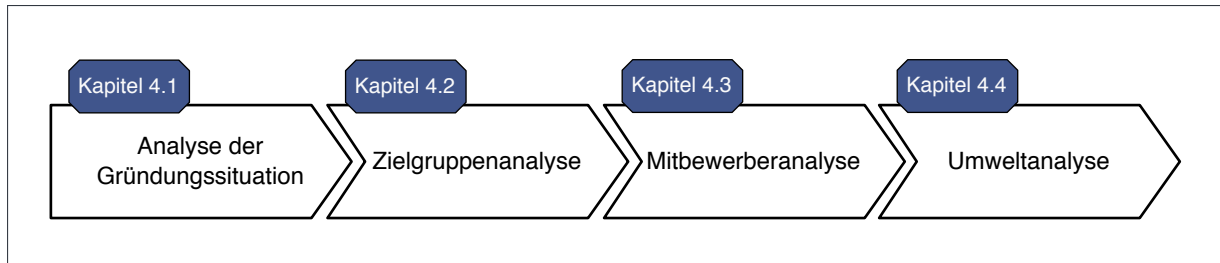 Kapitel 4.1
Kapitel 4.2
Kapitel 4.3
Kapitel 4.4
Analyse der
Gründungssituation
Zielgruppenanalyse
Mitbewerberanalyse
Umweltanalyse